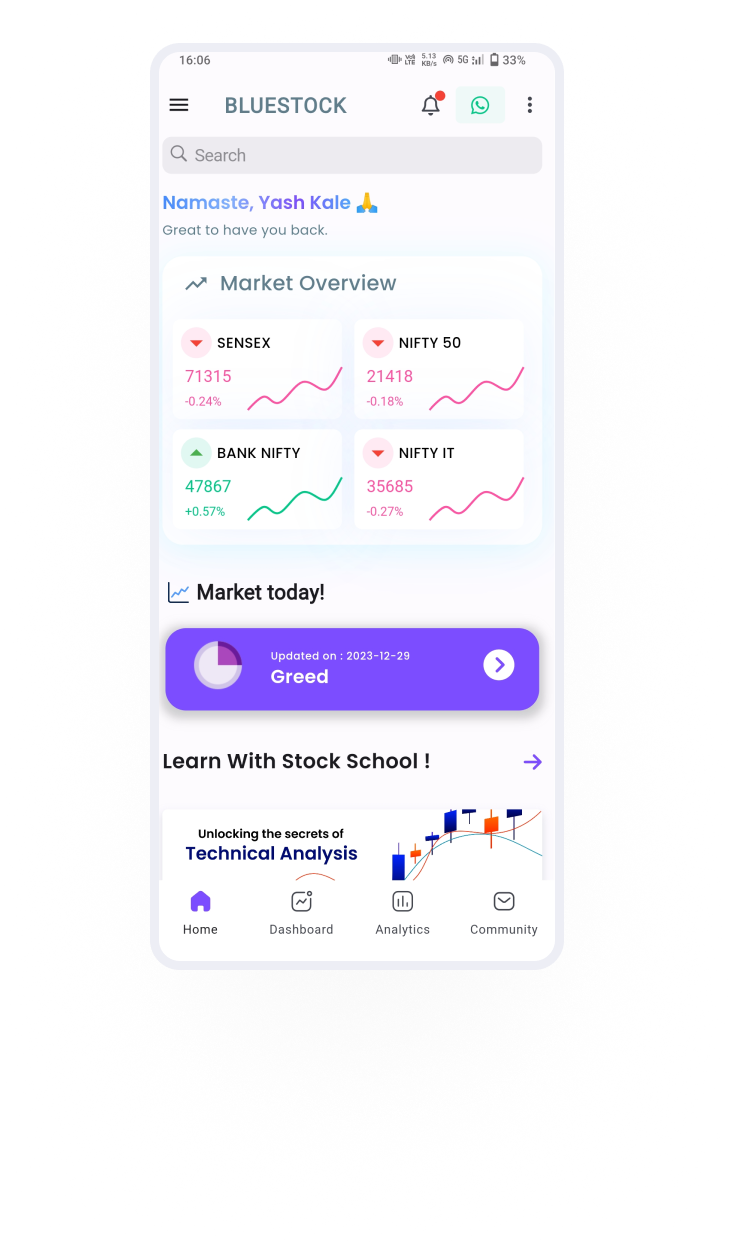 16:06
Vo)) LTE 5.13 KB/s 5G 33%
BLUESTOCK
Search
Namaste, Yash Kale 🙏
Great to have you back.
Market Overview
SENSEX
71315
-0.24%
NIFTY 50
21418
-0.18%
BANK NIFTY
47867
+0.57%
NIFTY IT
35685
-0.27%
Market today!
Updated on : 2023-12-29
Greed
Learn With Stock School !
Unlocking the secrets of
Technical Analysis
Home
Dashboard
Analytics
Community